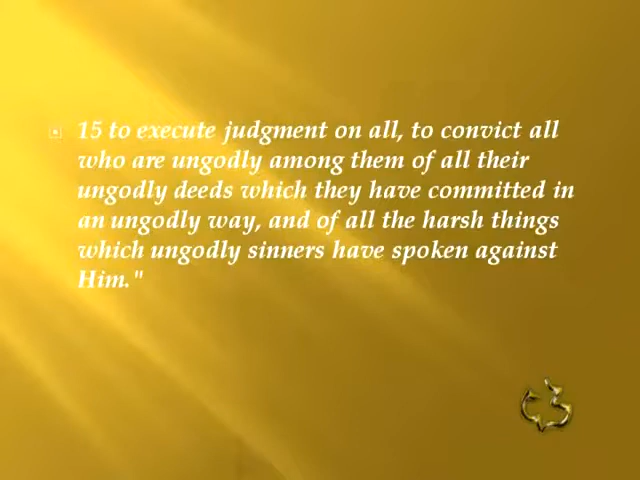 15 to execute judgment on all, to convict all
who are ungodly among them of all their
ungodly deeds which they have committed in
an ungodly way, and of all the harsh things
which ungodly sinners have spoken against
Him."